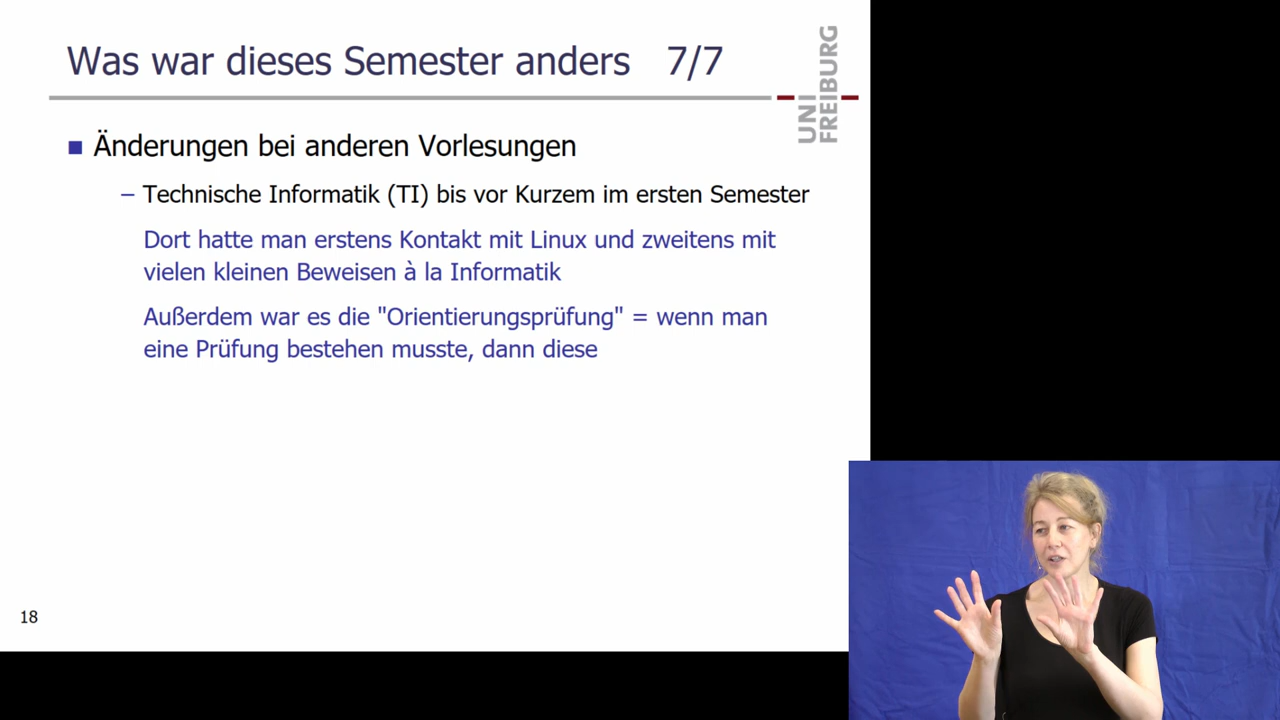 Was war dieses Semester anders 7/7
UNI
FREIBURG
Änderungen bei anderen Vorlesungen
– Technische Informatik (TI) bis vor Kurzem im ersten Semester
Dort hatte man erstens Kontakt mit Linux und zweitens mit
vielen kleinen Beweisen à la Informatik
Außerdem war es die "Orientierungsprüfung" = wenn man
eine Prüfung bestehen musste, dann diese
18